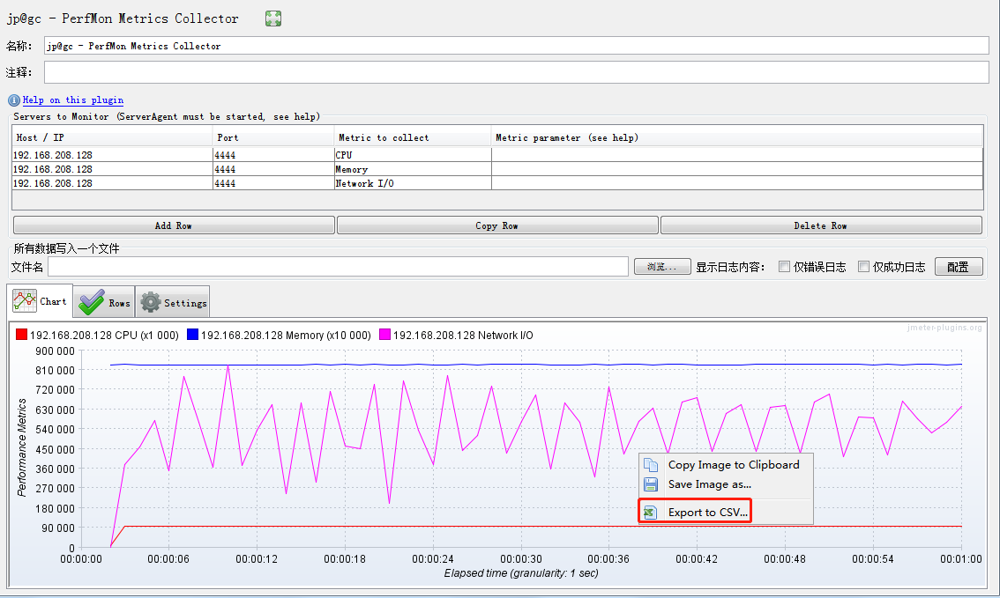 jp@gc - PerfMon Metrics Collector
名称： jp@gc - PerfMon Metrics Collector
注释：
Help on this plugin
Servers to Monitor (ServerAgent must be started, see help)
Host / IP Port Metric to collect Metric parameter (see help)
192.168.208.128 4444 CPU
192.168.208.128 4444 Memory
192.168.208.128 4444 Network I/O
Add Row Copy Row Delete Row
所有数据写入一个文件
文件名 浏览... 显示日志内容： 仅错误日志 仅成功日志 配置
Chart Rows Settings
jmeter-plugins.org
192.168.208.128 CPU (x1 000) 192.168.208.128 Memory (x10 000) 192.168.208.128 Network I/O
900 000
810 000
720 000
630 000
540 000
450 000
360 000
270 000
180 000
90 000
0
Performance Metrics
Copy Image to Clipboard
Save Image as...
Export to CSV...
00:00:00 00:00:06 00:00:12 00:00:18 00:00:24 00:00:30 00:00:36 00:00:42 00:00:48 00:00:54 00:01:00
Elapsed time (granularity: 1 sec)